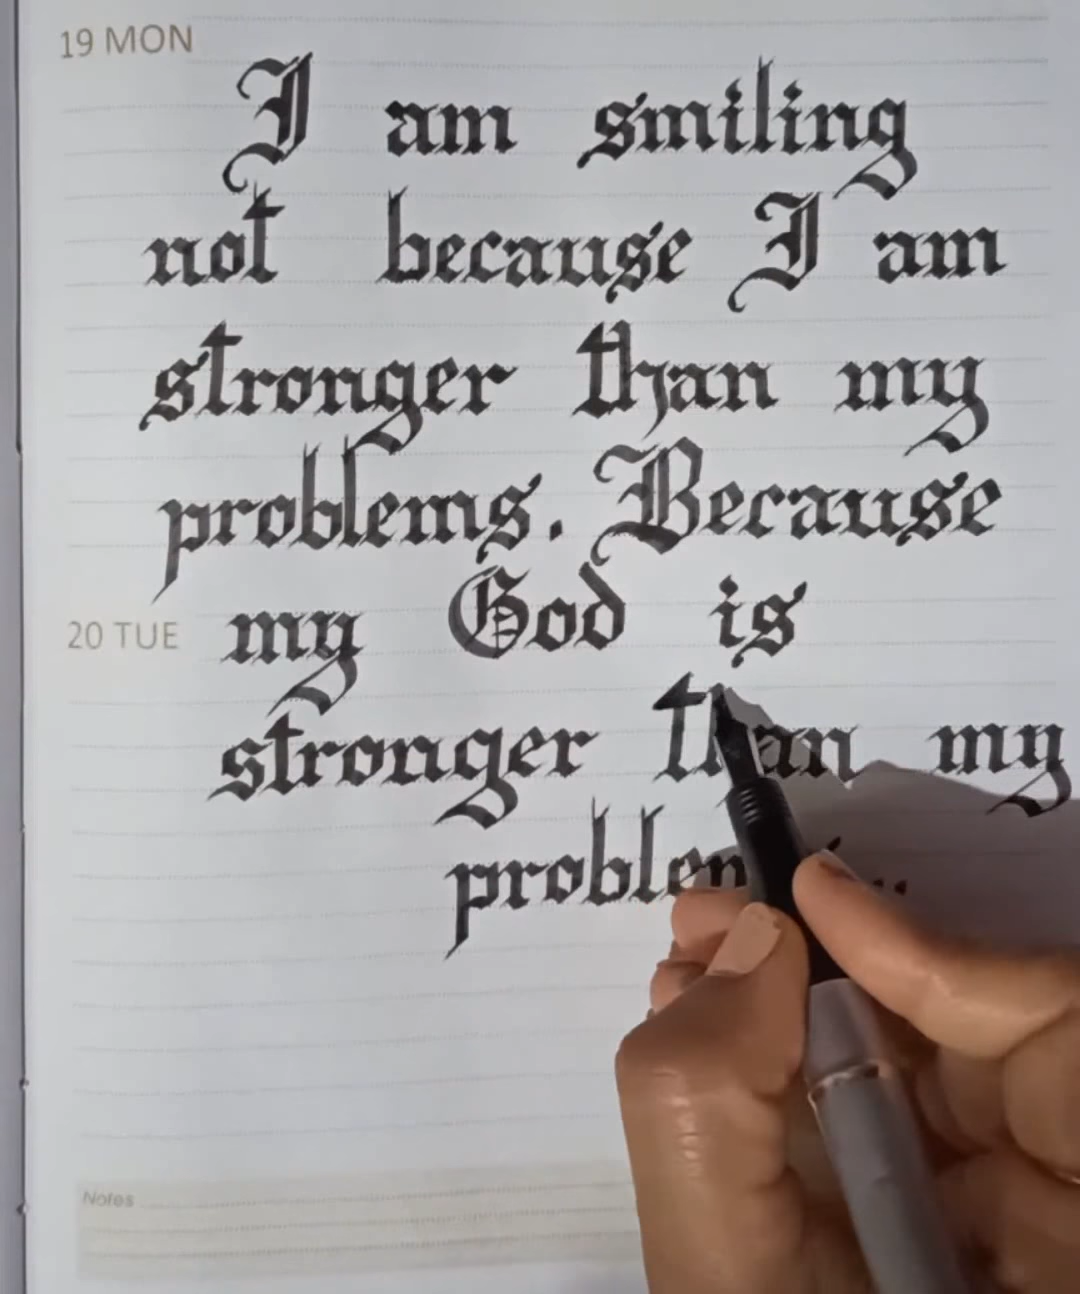 19 MON
I am smiling
not because I am
stronger than my
problems. Because
my God is
20 TUE
stronger than my
Notes